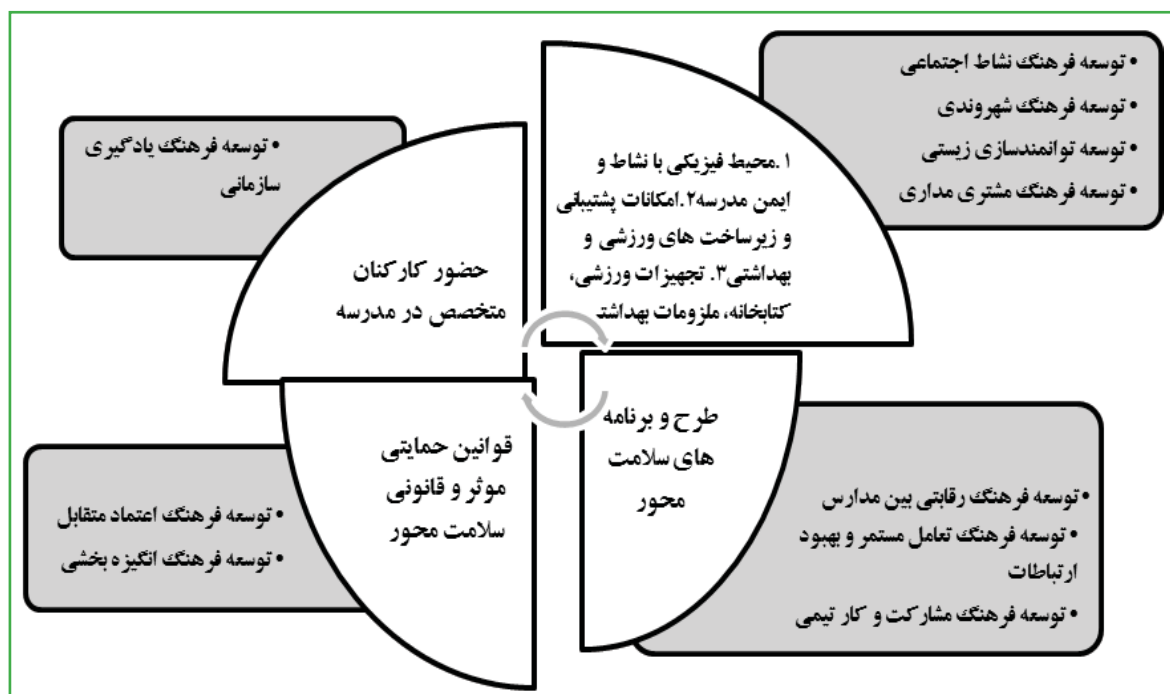 • توسعه فرهنگ نشاط اجتماعی
• توسعه فرهنگ شهروندی
• توسعه توانمندسازی زیستی
• توسعه فرهنگ مشتری مداری
۱.محیط فیزیکی با نشاط و
ایمن مدرسه۲.امکانات پشتیبانی
و زیرساخت های ورزشی و
بهداشتی۳. تجهیزات ورزشی،
کتابخانه، ملزومات بهداشت
• توسعه فرهنگ یادگیری
سازمانی
حضور کارکنان
متخصص در مدرسه
طرح و برنامه
های سلامت
محور
• توسعه فرهنگ رقابتی بین مدارس
• توسعه فرهنگ تعامل مستمر و بهبود
ارتباطات
• توسعه فرهنگ مشارکت و کار تیمی
قوانین حمایتی
موثر و قانونی
سلامت محور
• توسعه فرهنگ اعتماد متقابل
• توسعه فرهنگ انگیزه بخشی